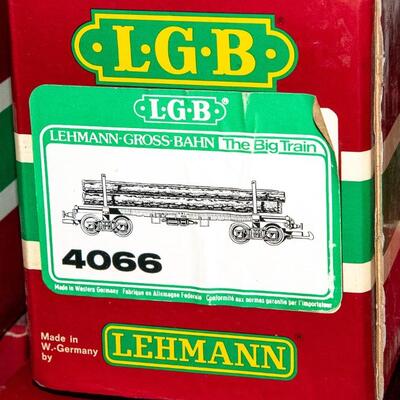 L·G·B
L·G·B
LEHMANN·GROSS·BAHN The Big Train
4066
Made in Western Germany Fabriqué en Allemagne Féderale Conformité aux normes garantie par l'importateur
Made in
W.-Germany
by
LEHMANN